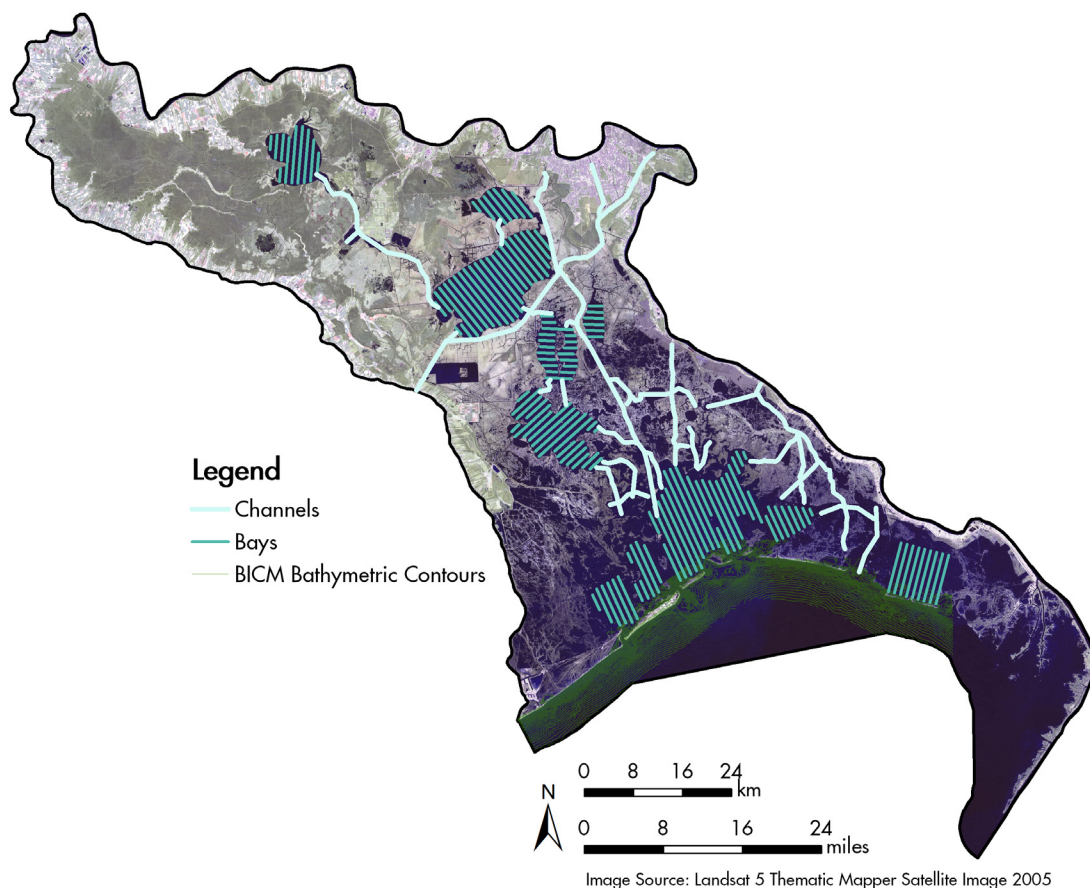 Legend
Channels
Bays
BICM Bathymetric Contours
N
0 8 16 24
km
0 8 16 24
miles
Image Source: Landsat 5 Thematic Mapper Satellite Image 2005